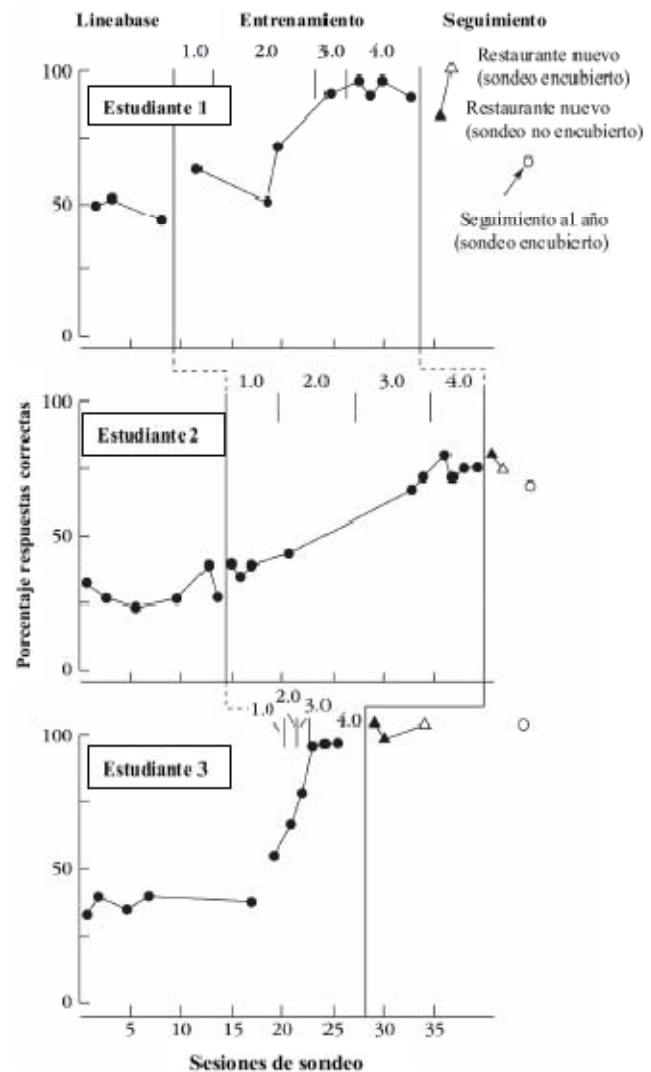 Lineabase Entrenamiento Seguimiento
1.0 2.0 3.0 4.0
Restaurante nuevo
(sondeo encubierto)
Restaurante nuevo
(sondeo no encubierto)
Seguimiento al año
(sondeo encubierto)
100
Estudiante 1
50
0
1.0 2.0 3.0 4.0
100
Estudiante 2
50
0
Porcentaje respuestas correctas
1.0 2.0 3.0 4.0
100
Estudiante 3
50
0
5 10 15 20 25 30 35
Sesiones de sondeo